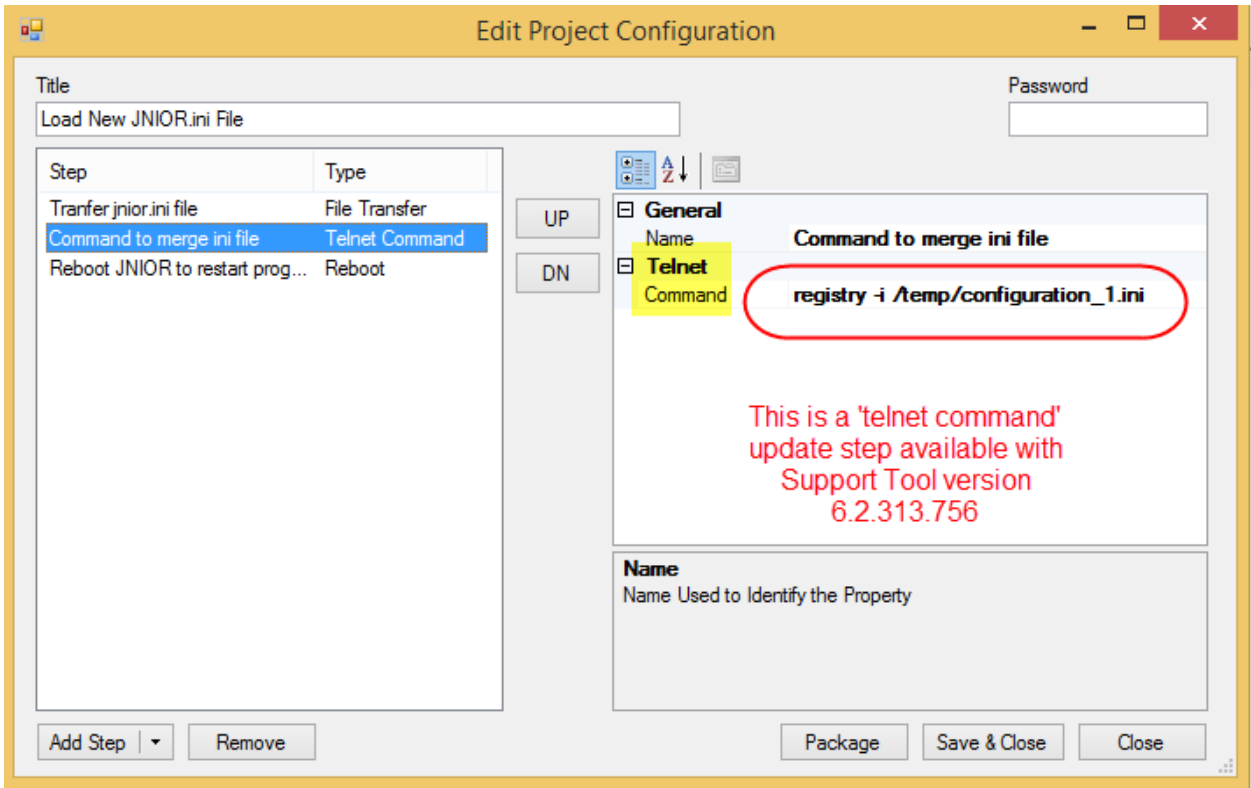 Edit Project Configuration
Title
Password
Load New JNIOR.ini File
Step Type
Tranfer jnior.ini file File Transfer
Command to merge ini file Telnet Command
Reboot JNIOR to restart prog... Reboot
UP
DN
A
Z
General
Name Command to merge ini file
Telnet
Command registry -i /temp/configuration_1.ini
This is a 'telnet command'
update step available with
Support Tool version
6.2.313.756
Name
Name Used to Identify the Property
Add Step Remove Package Save & Close Close